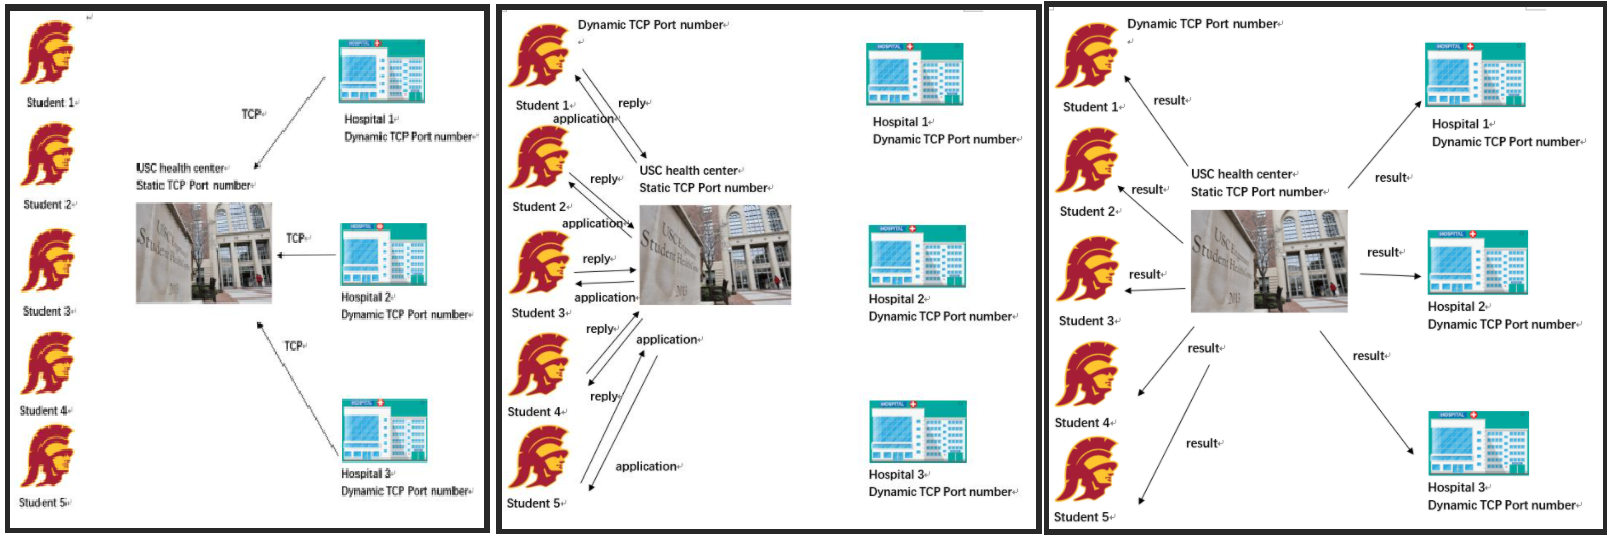 Student 1
Student 2
Student 3
Student 4
Student 5
TCP
TCP
TCP
USC health center
Static TCP Port number
HOSPITAL
Hospital 1
Dynamic TCP Port number
HOSPITAL
Hospital 2
Dynamic TCP Port number
HOSPITAL
Hospital 3
Dynamic TCP Port number
Dynamic TCP Port number
Student 1
reply
application
Student 2
reply
application
Student 3
reply
application
Student 4
reply
application
Student 5
reply
application
USC health center
Static TCP Port number
HOSPITAL
Hospital 1
Dynamic TCP Port number
HOSPITAL
Hospital 2
Dynamic TCP Port number
HOSPITAL
Hospital 3
Dynamic TCP Port number
Dynamic TCP Port number
Student 1
result
Student 2
result
Student 3
result
Student 4
result
Student 5
result
USC health center
Static TCP Port number
Student Health
2013
result
HOSPITAL
Hospital 1
Dynamic TCP Port number
result
HOSPITAL
Hospital 2
Dynamic TCP Port number
result
HOSPITAL
Hospital 3
Dynamic TCP Port number